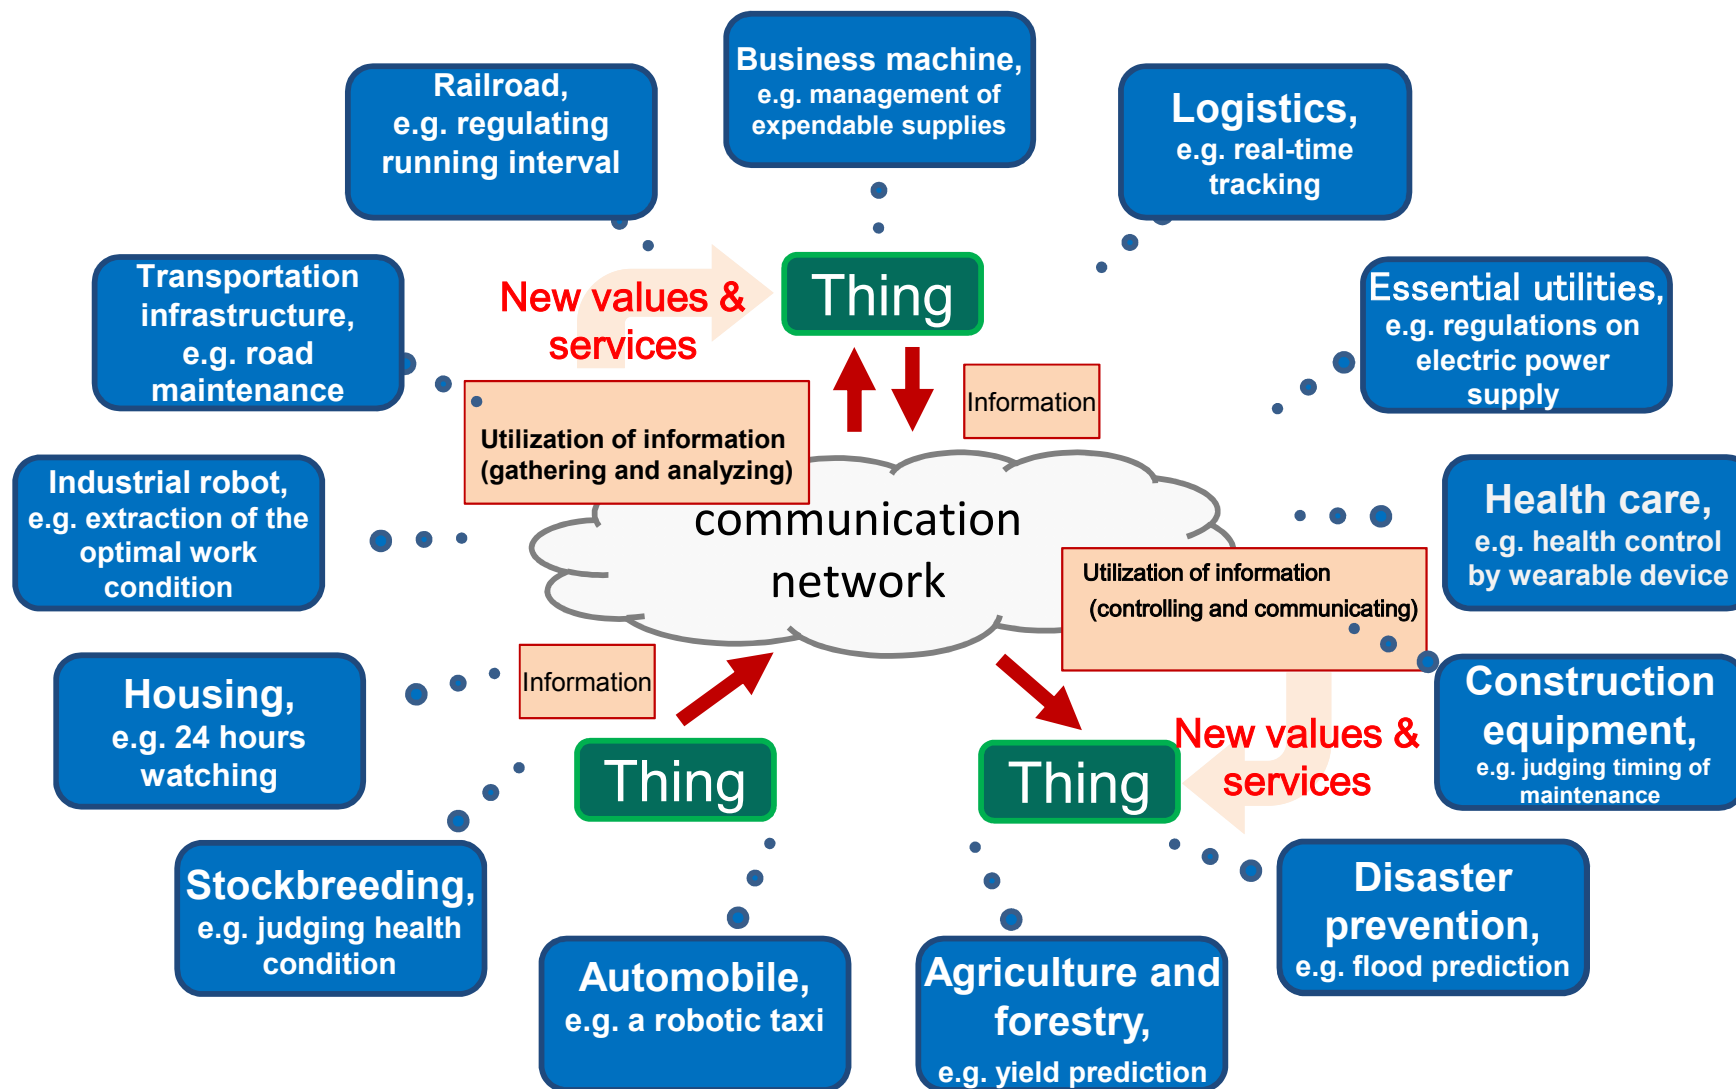 Business machine,
e.g. management of
expendable supplies
Railroad,
e.g. regulating
running interval
Logistics,
e.g. real-time
tracking
Transportation
infrastructure,
e.g. road
maintenance
New values &
services
Thing
Essential utilities,
e.g. regulations on
electric power
supply
Utilization of information
(gathering and analyzing)
Information
Industrial robot,
e.g. extraction of the
optimal work
condition
communication
network
Health care,
e.g. health control
by wearable device
Utilization of information
(controlling and communicating)
Housing,
e.g. 24 hours
watching
Information
Thing
Thing
New values &
services
Construction
equipment,
e.g. judging timing of
maintenance
Stockbreeding,
e.g. judging health
condition
Automobile,
e.g. a robotic taxi
Agriculture and
forestry,
e.g. yield prediction
Disaster
prevention,
e.g. flood prediction